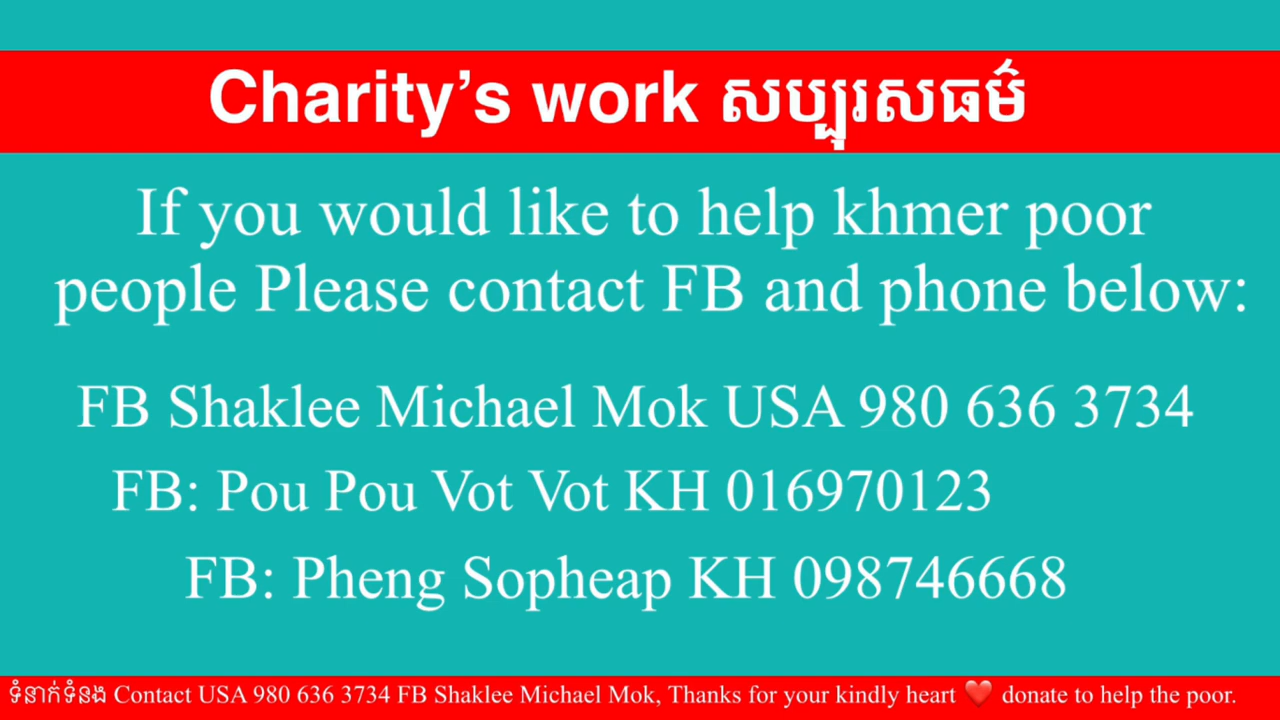 Charity’s work សប្បុរសធម៌
If you would like to help khmer poor
people Please contact FB and phone below:
FB Shaklee Michael Mok USA 980 636 3734
FB: Pou Pou Vot Vot KH 016970123
FB: Pheng Sopheap KH 098746668
ទំនាក់ទំនង Contact USA 980 636 3734 FB Shaklee Michael Mok, Thanks for your kindly heart ❤️ donate to help the poor.